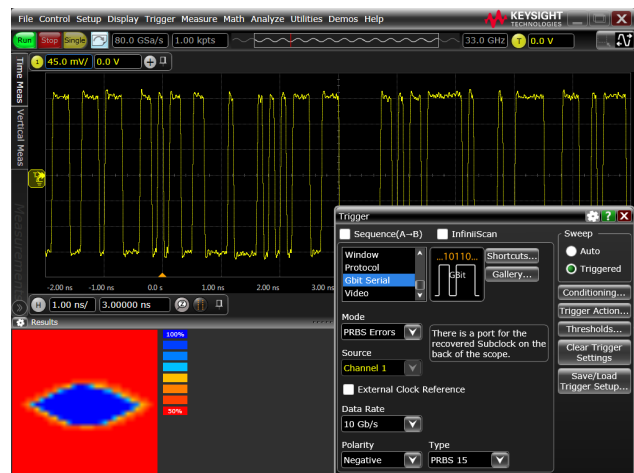 File Control Setup Display Trigger Measure Math Analyze Utilities Demos Help
KEYSIGHT
TECHNOLOGIES
Run Stop Single 80.0 GSa/s 1.00 kpts 33.0 GHz T 0.0 V
1 45.0 mV/ 0.0 V
Time Meas
Vertical Meas
Measurements
-2.00 ns -1.00 ns 0.0 s 1.00 ns 2.00 ns 3.00 ns
H 1.00 ns/ 3.00000 ns
Results
100%
50%
Trigger
Sequence(A→B) InfiniiScan
Window
Protocol
Gbit Serial
Video
...10110...
GBit
Shortcuts...
Gallery...
Mode
PRBS Errors
There is a port for the
recovered Subclock on the
back of the scope.
Source
Channel 1
External Clock Reference
Data Rate
10 Gb/s
Polarity Type
Negative PRBS 15
Sweep
Auto
Triggered
Conditioning...
Trigger Action...
Thresholds...
Clear Trigger
Settings
Save/Load
Trigger Setup...